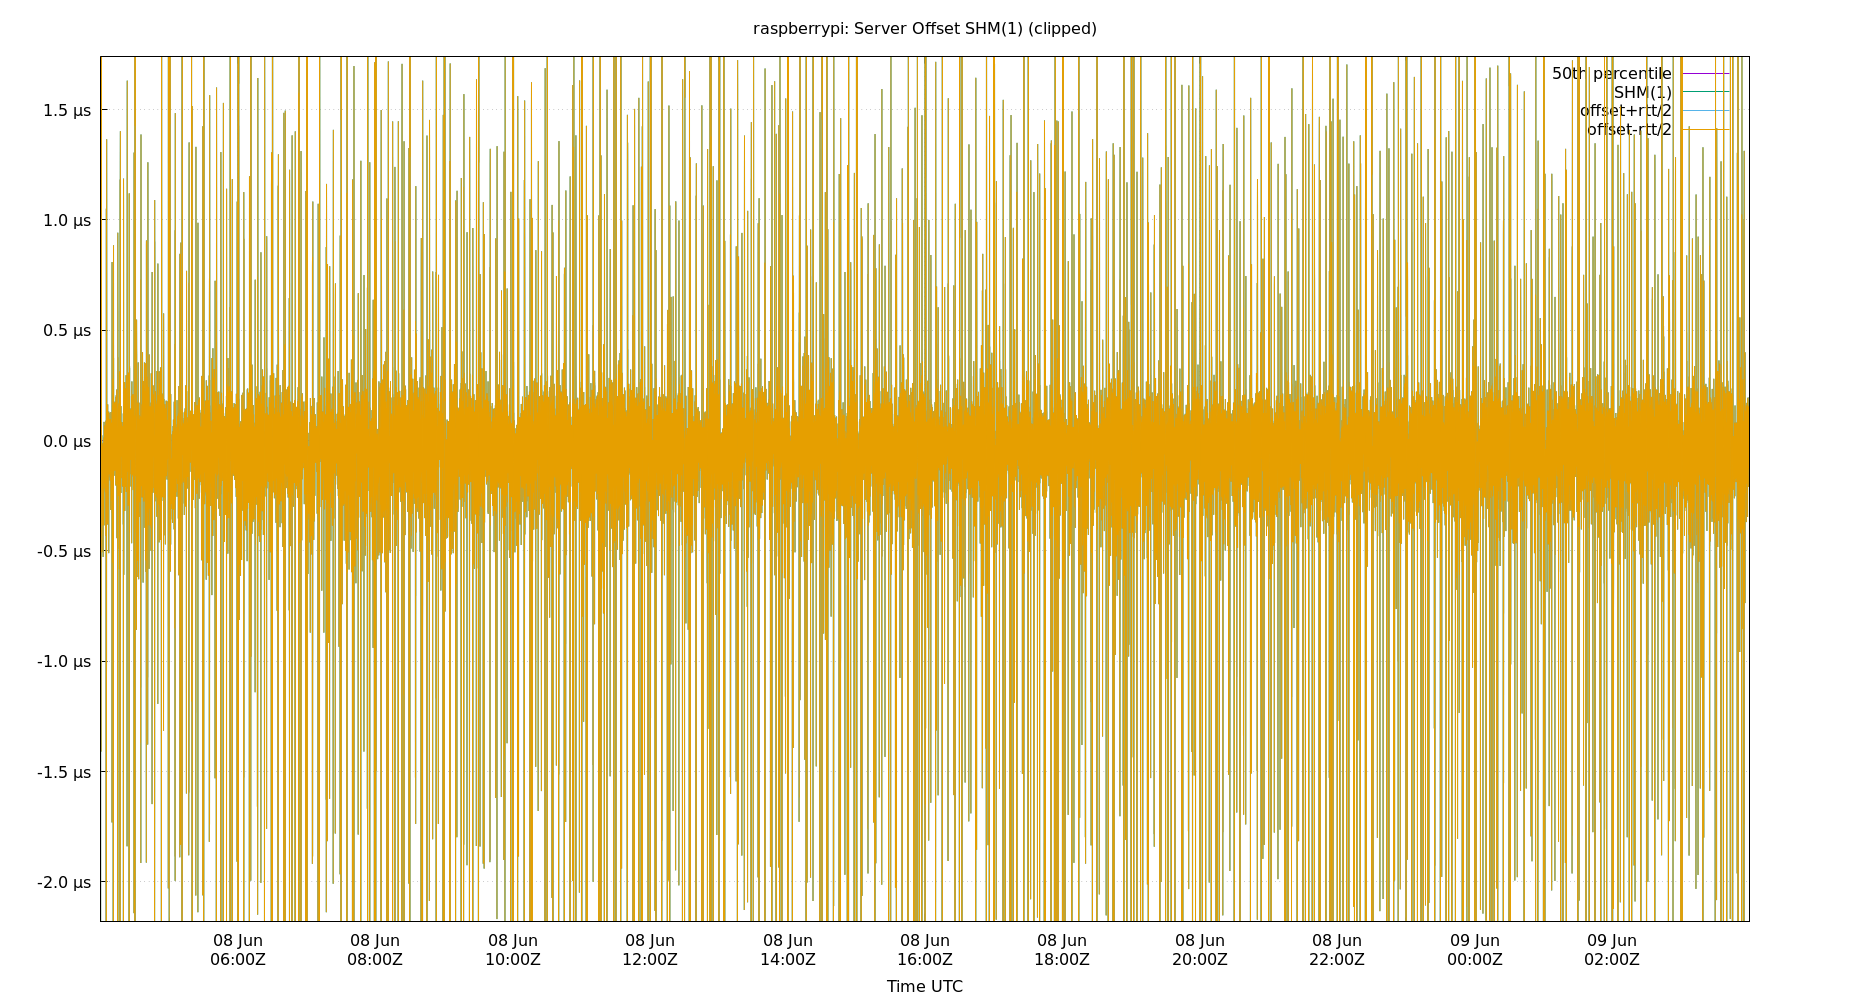 raspberrypi: Server Offset SHM(1) (clipped)
50th percentile
SHM(1)
offset+rtt/2
offset-rtt/2
1.5 µs
1.0 µs
0.5 µs
0.0 µs
-0.5 µs
-1.0 µs
-1.5 µs
-2.0 µs
08 Jun 08 Jun 08 Jun 08 Jun 08 Jun 08 Jun 08 Jun 08 Jun 08 Jun 09 Jun 09 Jun
06:00Z 08:00Z 10:00Z 12:00Z 14:00Z 16:00Z 18:00Z 20:00Z 22:00Z 00:00Z 02:00Z
Time UTC